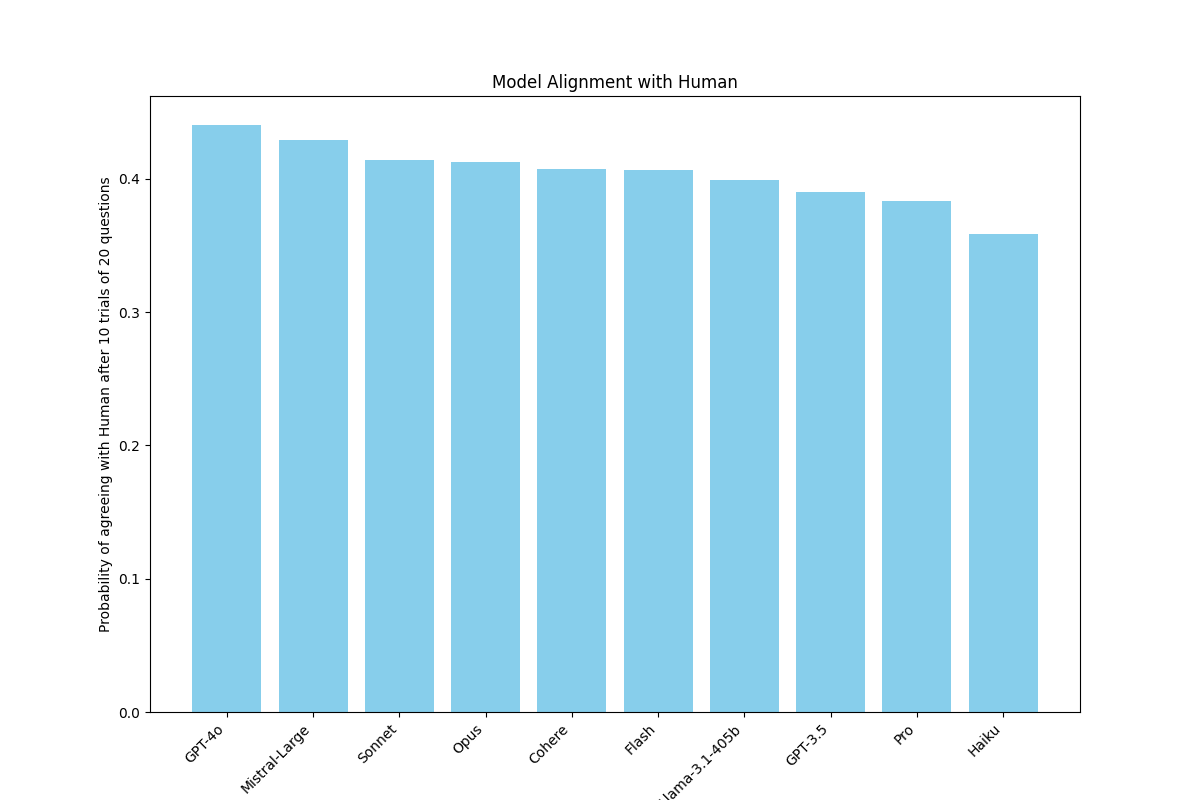 Model Alignment with Human
Probability of agreeing with Human after 10 trials of 20 questions
0.4
0.3
0.2
0.1
0.0
GPT-4o
Mistral-Large
Sonnet
Opus
Cohere
Flash
lama-3.1-405b
GPT-3.5
Pro
Haiku